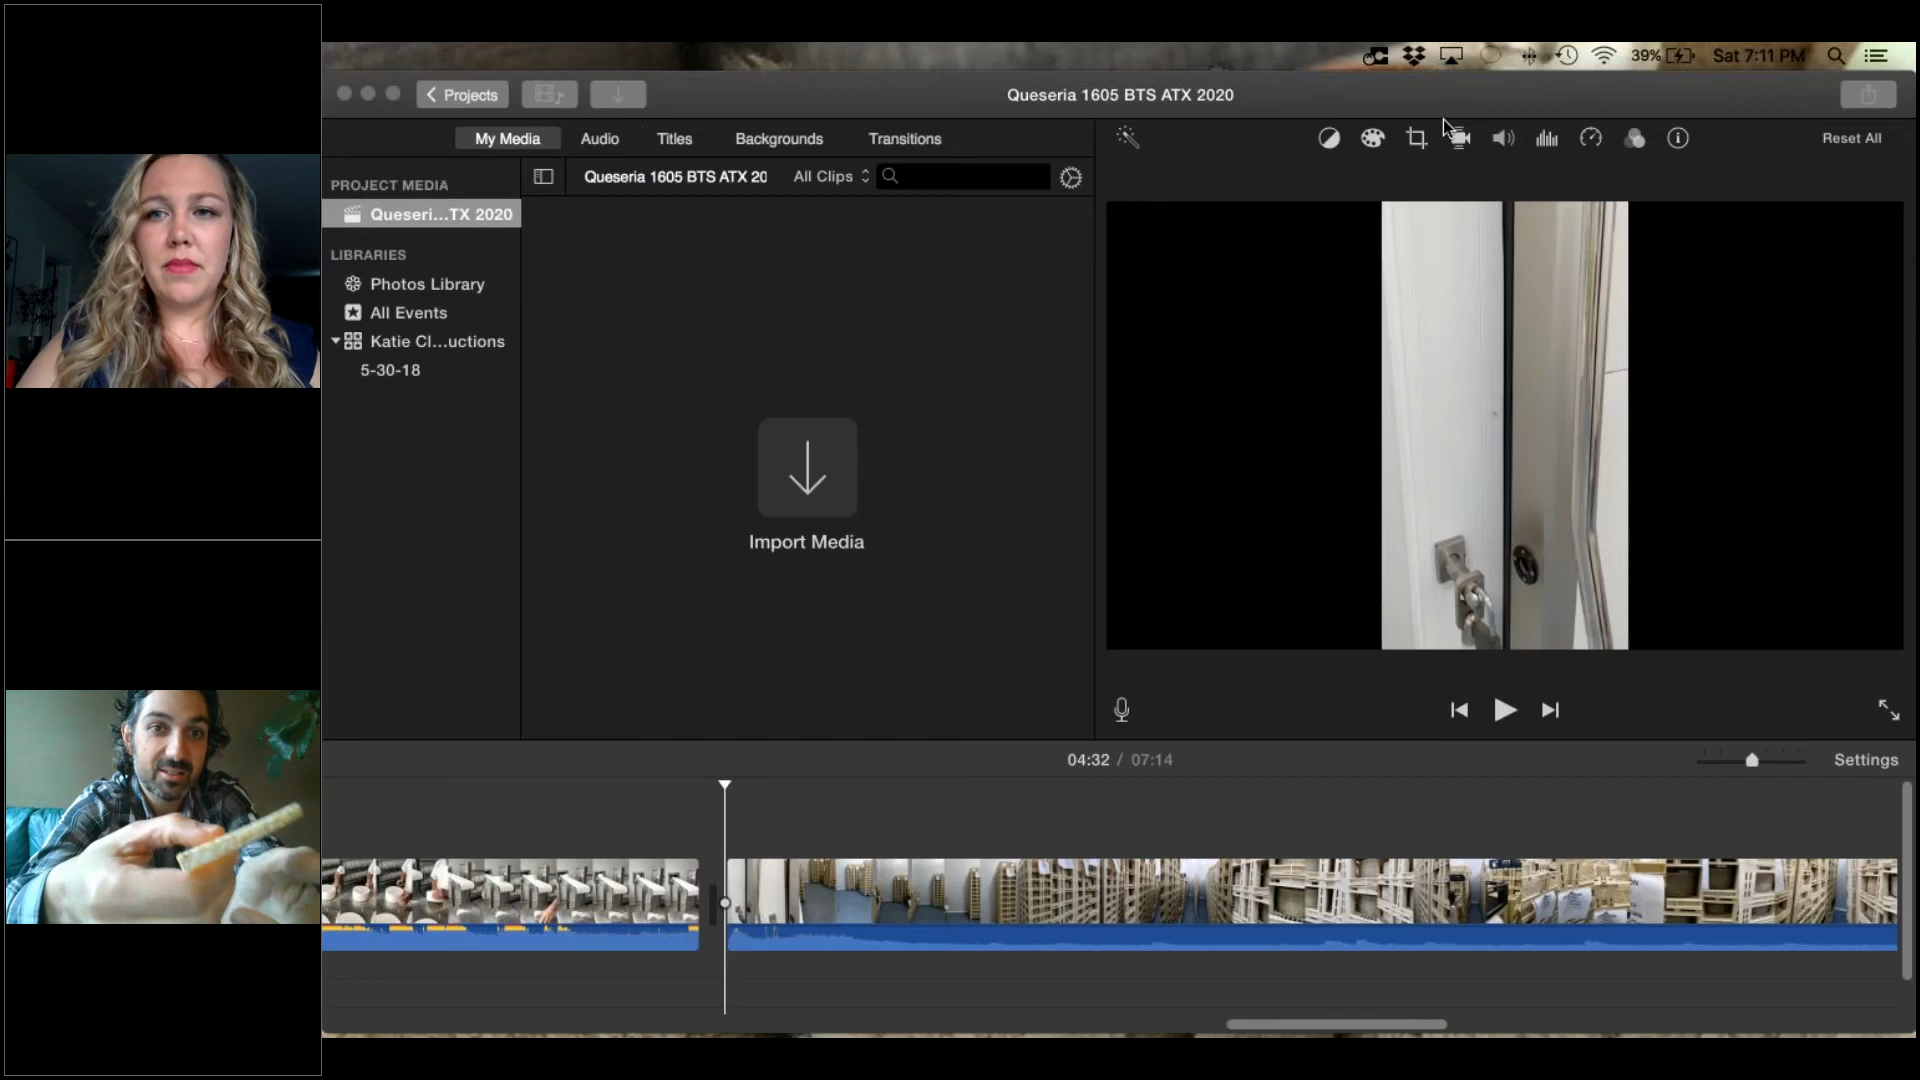 39% Sat 7:11 PM
Projects
Queseria 1605 BTS ATX 2020
My Media Audio Titles Backgrounds Transitions
Reset All
PROJECT MEDIA
Queseria 1605 BTS ATX 20 All Clips
Queseri...TX 2020
LIBRARIES
Photos Library
All Events
Katie Cl...uctions
5-30-18
Import Media
04:32 / 07:14
Settings